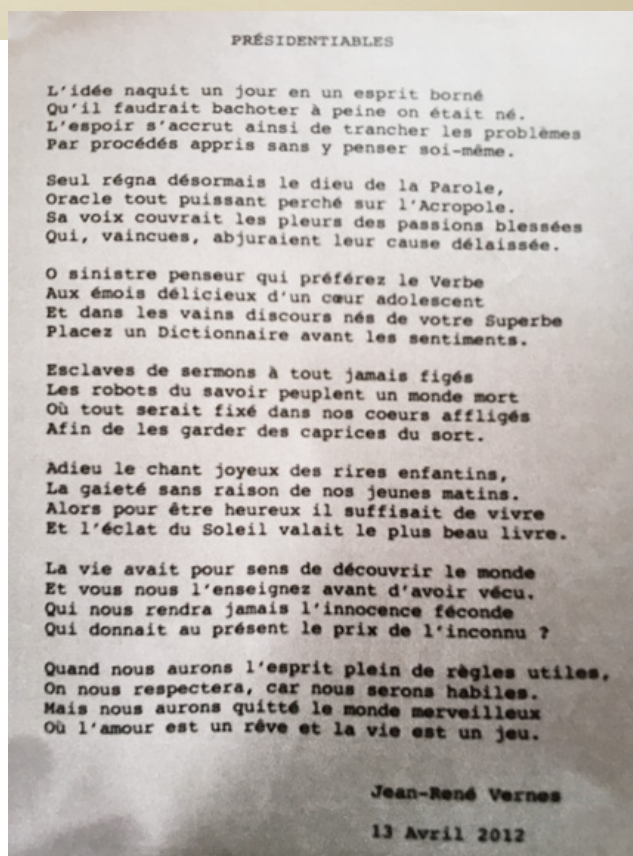 PRÉSIDENTIABLES
L'idée naquit un jour en un esprit borné
Qu'il faudrait bachoter à peine on était né.
L'espoir s'accrut ainsi de trancher les problèmes
Par procédés appris sans y penser soi-même.
Seul régna désormais le dieu de la Parole,
Oracle tout puissant perché sur l'Acropole.
Sa voix couvrait les pleurs des passions blessées
Qui, vaincues, abjuraient leur cause délaissée.
O sinistre penseur qui préférez le Verbe
Aux émois délicieux d'un cœur adolescent
Et dans les vains discours nés de votre Superbe
Placez un Dictionnaire avant les sentiments.
Esclaves de sermons à tout jamais figés
Les robots du savoir peuplent un monde mort
Où tout serait fixé dans nos coeurs affligés
Afin de les garder des caprices du sort.
Adieu le chant joyeux des rires enfantins,
La gaieté sans raison de nos jeunes matins.
Alors pour être heureux il suffisait de vivre
Et l'éclat du Soleil valait le plus beau livre.
La vie avait pour sens de découvrir le monde
Et vous nous l'enseignez avant d'avoir vécu.
Qui nous rendra jamais l'innocence féconde
Qui donnait au présent le prix de l'inconnu ?
Quand nous aurons l'esprit plein de règles utiles,
On nous respectera, car nous serons habiles.
Mais nous aurons quitté le monde merveilleux
Où l'amour est un rêve et la vie est un jeu.
Jean-René Vernes
13 Avril 2012